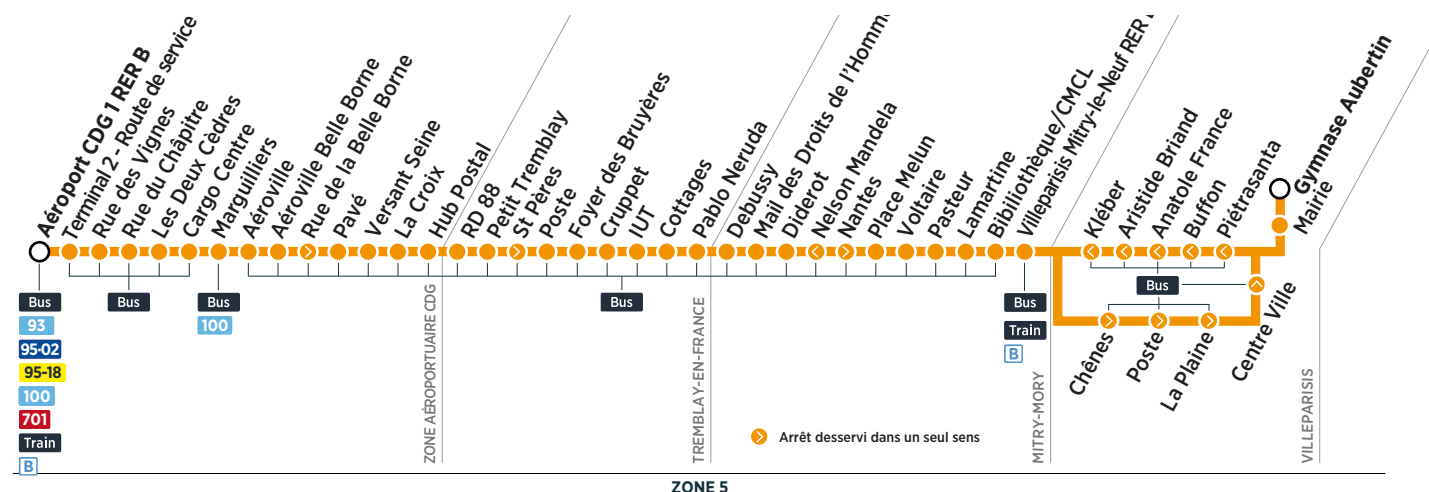 Aéroport CDG 1 RER B
Terminal 2 - Route de service
Rue des Vignes
Rue du Châpitre
Les Deux Cèdres
Cargo Centre
Marguilliers
Aéroville
Aéroville Belle Borne
Rue de la Belle Borne
Pavé
Versant Seine
La Croix
Hub Postal
RD 88
Petit Tremblay
St Pères
Poste
Foyer des Bruyères
Cruppet
IUT
Cottages
Pablo Neruda
Debussy
Mail des Droits de l'Homm
Diderot
Nelson Mandela
Nantes
Place Melun
Voltaire
Pasteur
Lamartine
Bibiliothèque/CMCL
Villeparisis Mitry-le-Neuf RER
Kléber
Aristide Briand
Anatole France
Buffon
Piétrasanta
Gymnase Aubertin
Mairie
Bus
93
95-02
95-18
100
701
Train
B
Bus
Bus
100
Bus
Bus
Train
B
Bus
Chênes
Poste
La Plaine
Centre Ville
ZONE AÉROPORTUAIRE CDG
TREMBLAY-EN-FRANCE
MITRY-MORY
VILLEPARISIS
Arrêt desservi dans un seul sens
ZONE 5